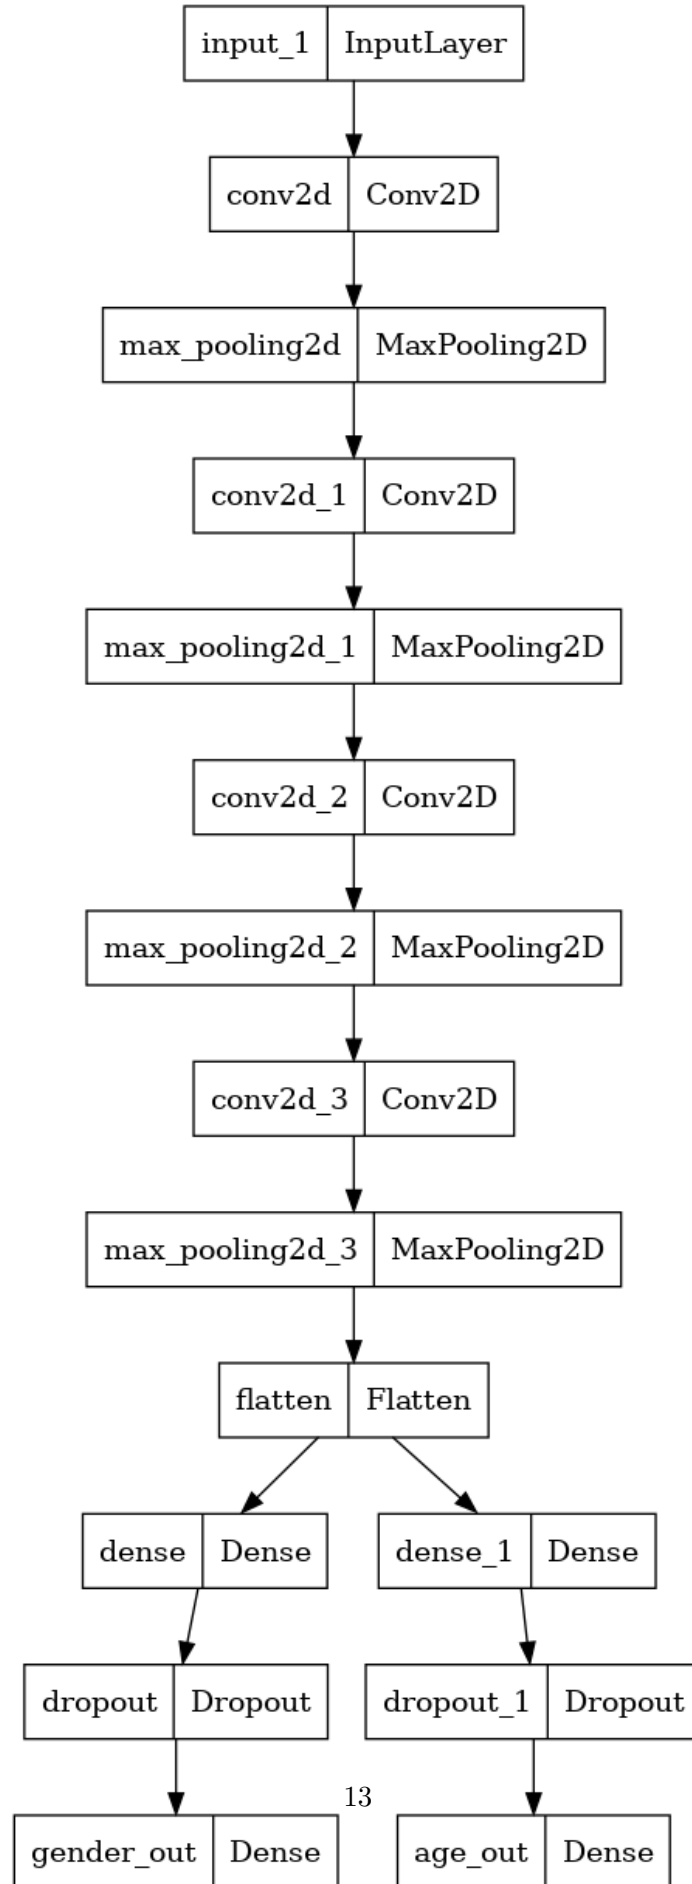 input_1 InputLayer
conv2d Conv2D
max_pooling2d MaxPooling2D
conv2d_1 Conv2D
max_pooling2d_1 MaxPooling2D
conv2d_2 Conv2D
max_pooling2d_2 MaxPooling2D
conv2d_3 Conv2D
max_pooling2d_3 MaxPooling2D
flatten Flatten
dense Dense dense_1 Dense
dropout Dropout dropout_1 Dropout
13
gender_out Dense age_out Dense